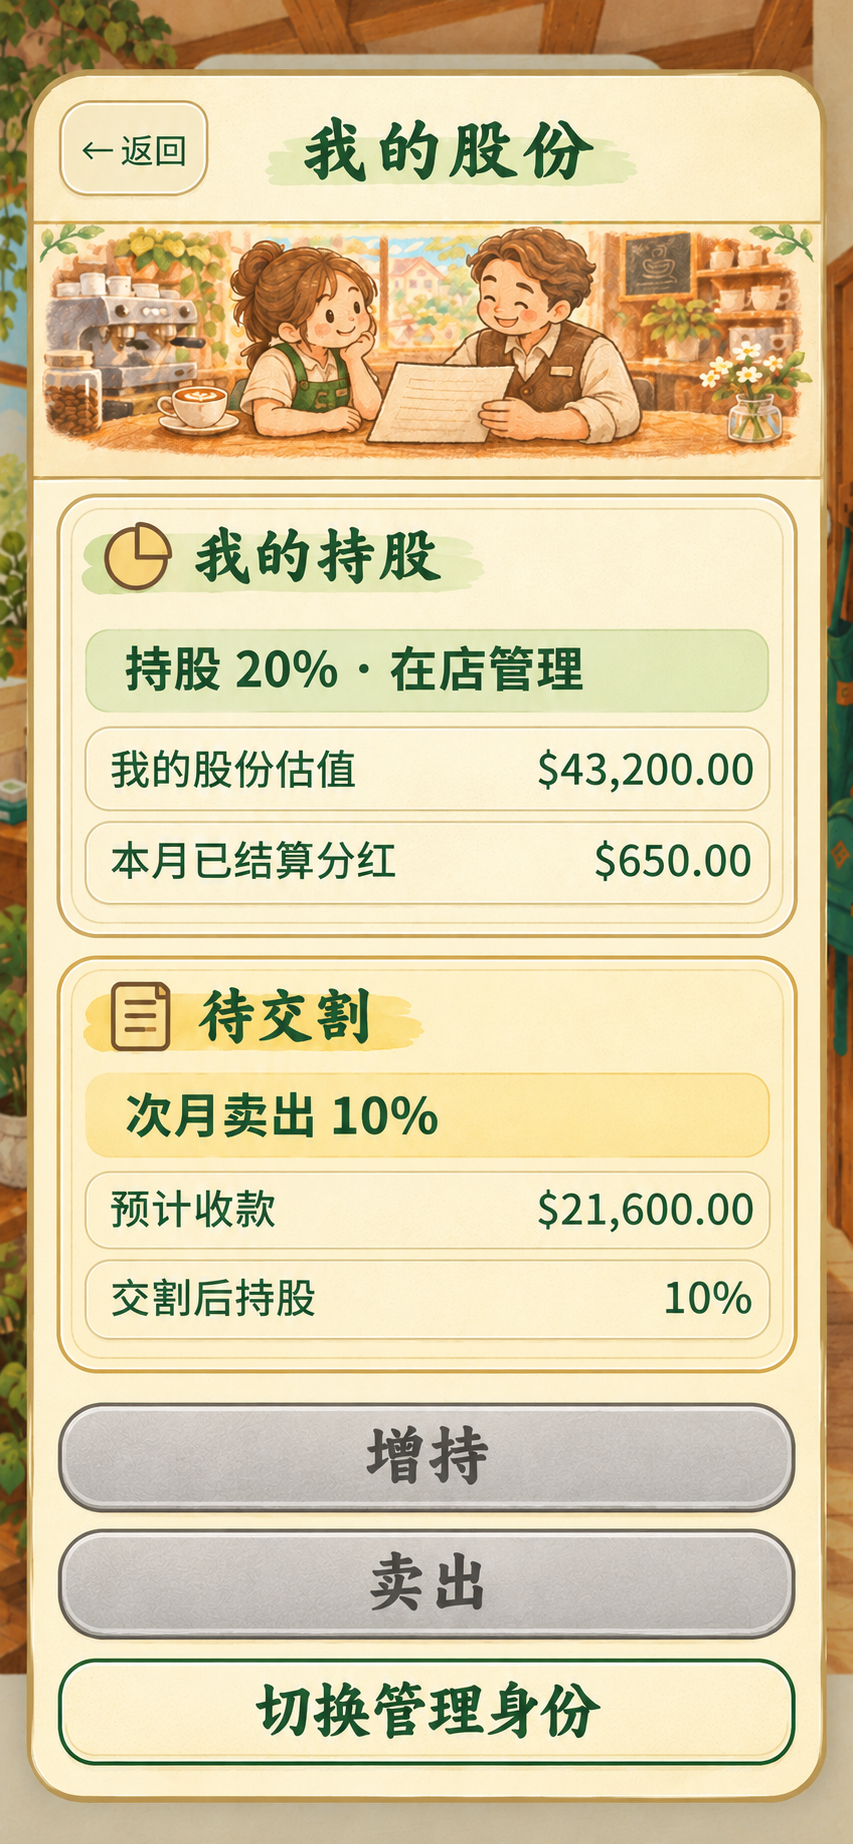 ← 返回
我的股份
我的持股
持股 20% · 在店管理
我的股份估值 $43,200.00
本月已结算分红 $650.00
待交割
次月卖出 10%
预计收款 $21,600.00
交割后持股 10%
增持
卖出
切换管理身份